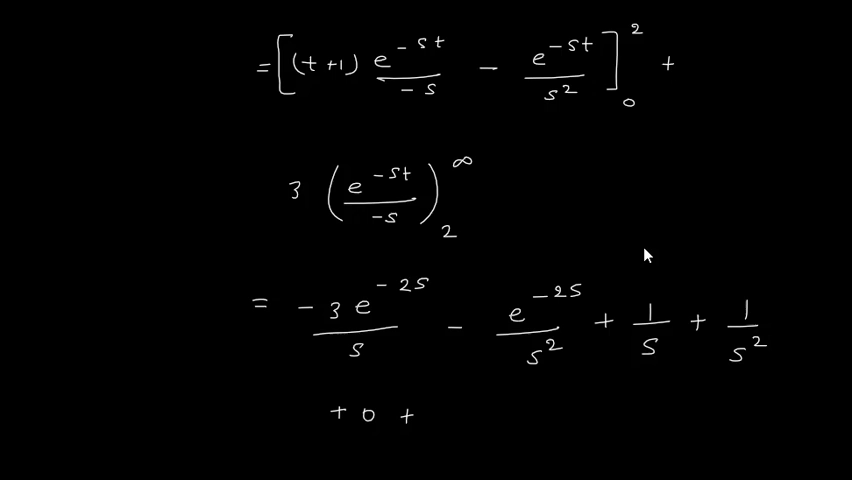 = [(t+1) e^{-st}/-s - e^{-st}/s^2]_0^2 +
3 (e^{-st}/-s)_2^∞
= -3e^{-2s}/s - e^{-2s}/s^2 + 1/s + 1/s^2
+ 0 +